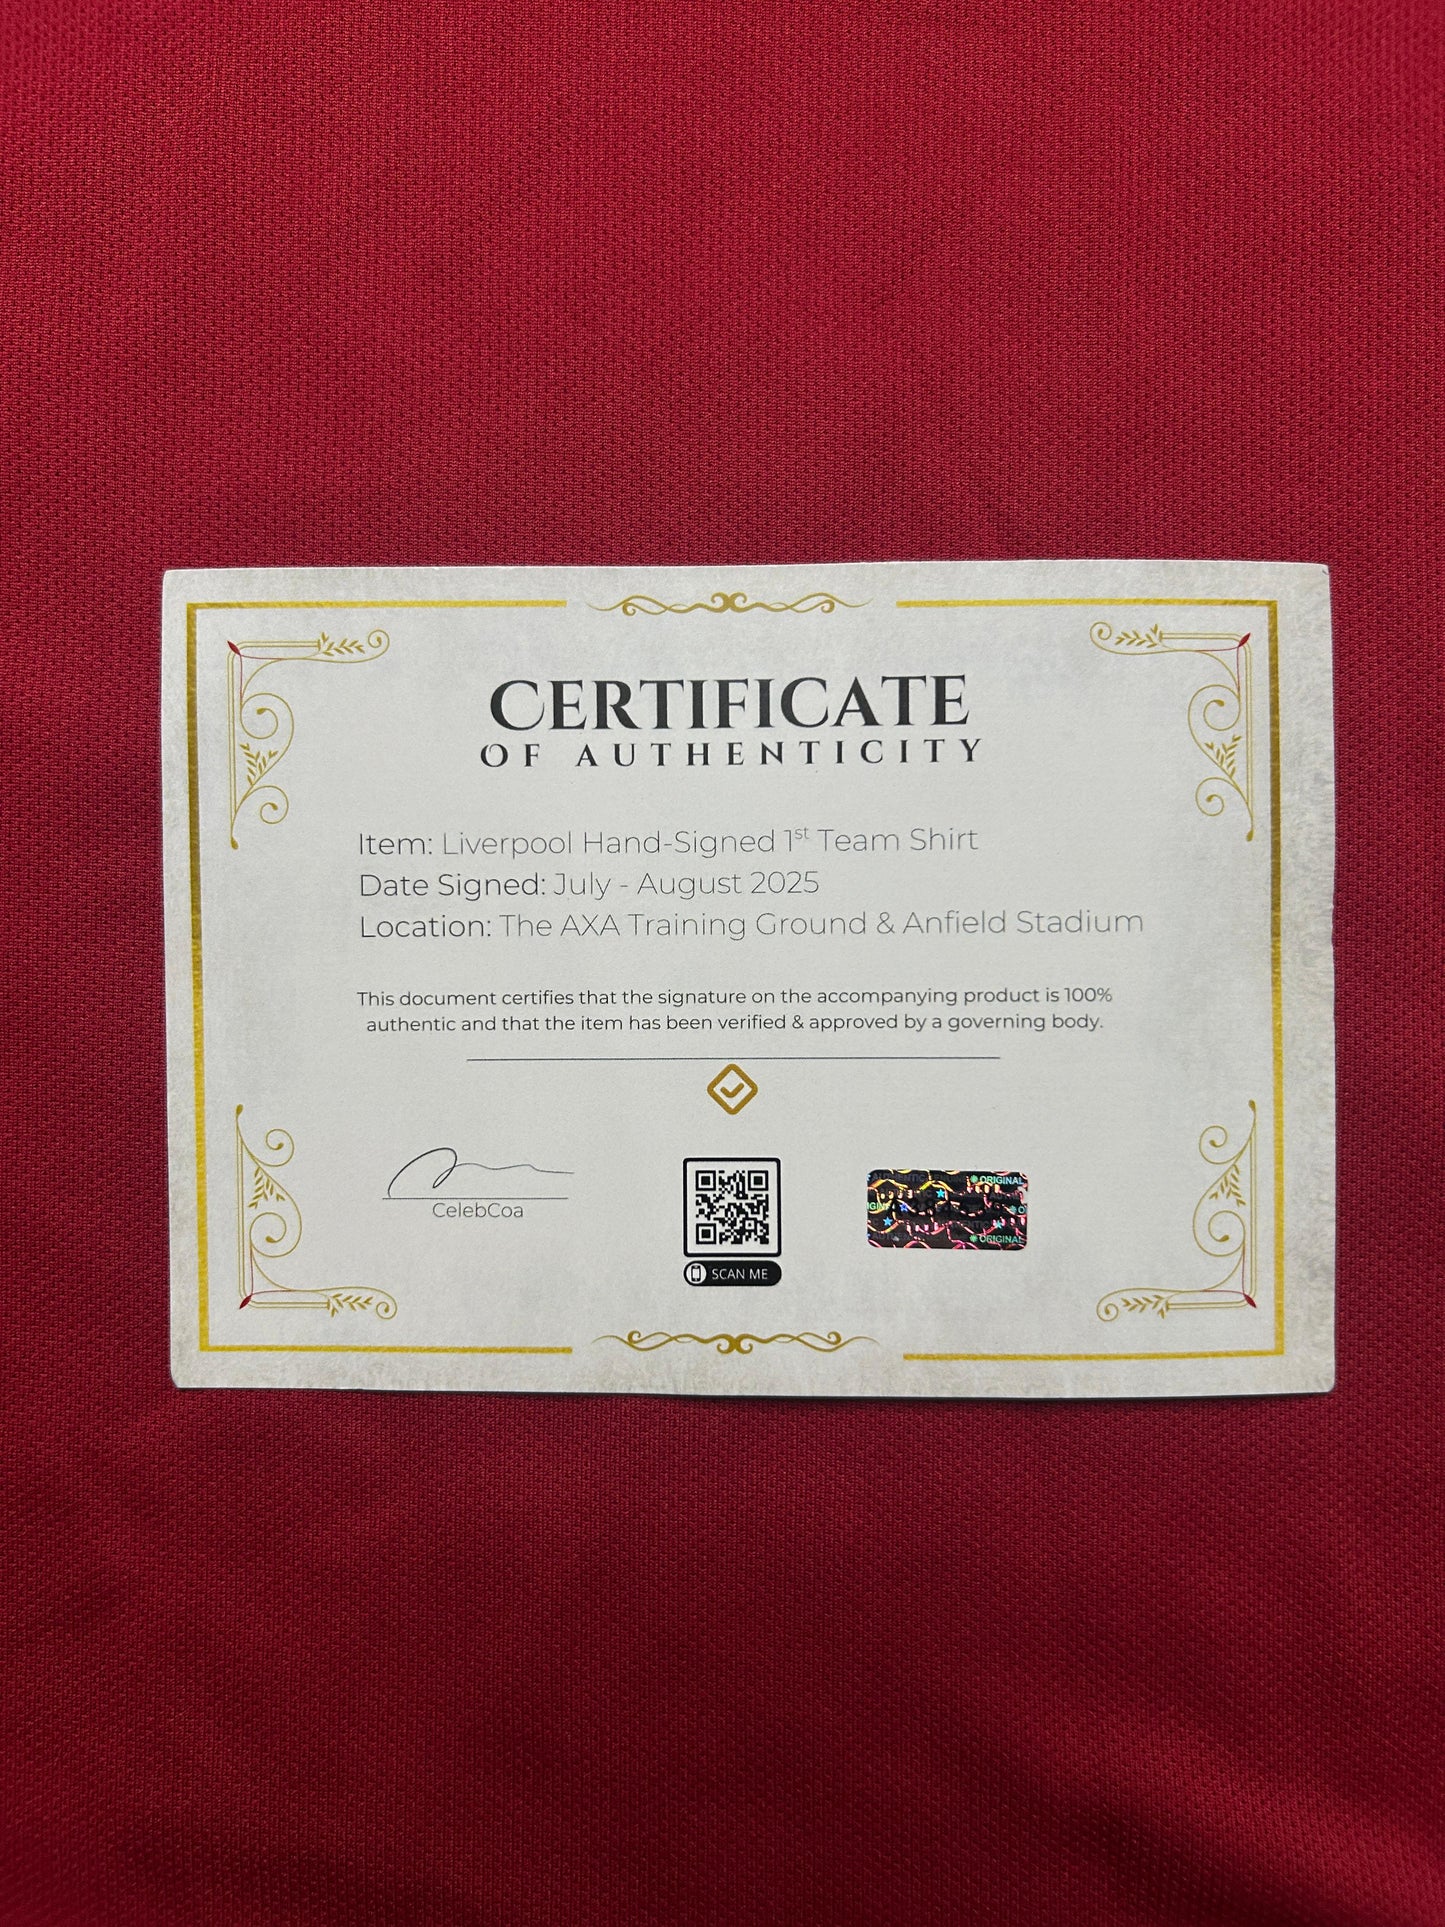 CERTIFICATE
OF AUTHENTICITY
Item: Liverpool Hand-Signed 1st Team Shirt
Date Signed: July - August 2025
Location: The AXA Training Ground & Anfield Stadium
This document certifies that the signature on the accompanying product is 100%
authentic and that the item has been verified & approved by a governing body.
CelebCoa
SCAN ME
ORIGINAL
ORIGINAL